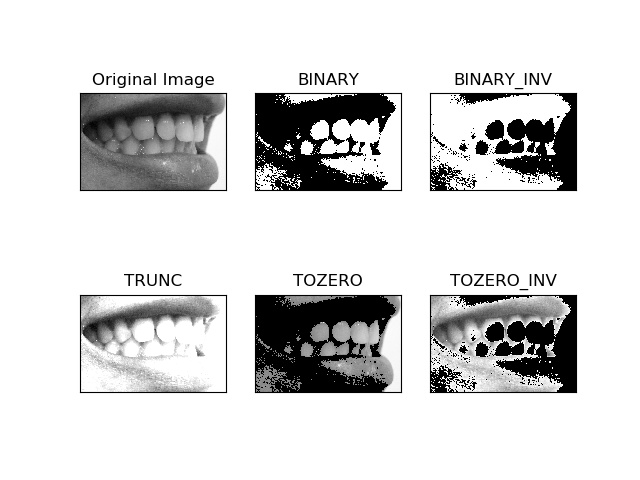 Original Image
BINARY
BINARY_INV
TRUNC
TOZERO
TOZERO_INV